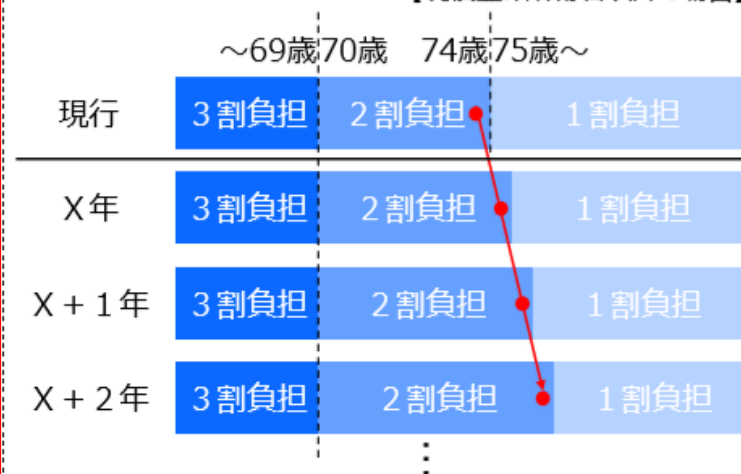 ～69歳 70歳 74歳 75歳～
現行 3割負担 2割負担 1割負担
X年 3割負担 2割負担 1割負担
X＋1年 3割負担 2割負担 1割負担
X＋2年 3割負担 2割負担 1割負担
⋮